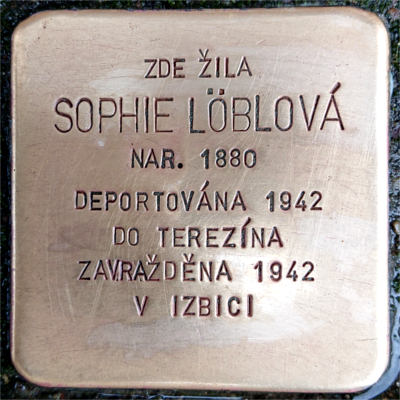 ZDE ŽILA
SOPHIE LÖBLOVÁ
NAR. 1880
DEPORTOVÁNA 1942
DO TEREZÍNA
ZAVRAŽDĚNA 1942
V IZBICI